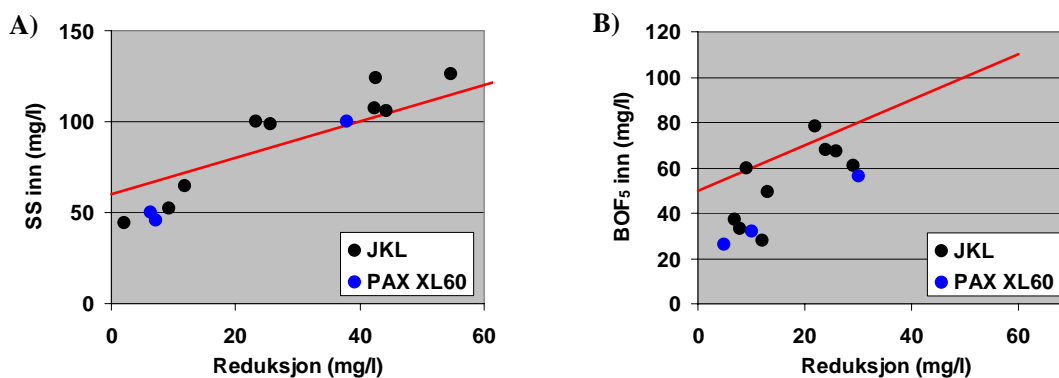 A)
SS inn (mg/l)
150
100
50
0
0 20 40 60
Reduksjon (mg/l)
JKL
PAX XL60
B)
BOF5 inn (mg/l)
120
100
80
60
40
20
0
0 20 40 60
Reduksjon (mg/l)
JKL
PAX XL60